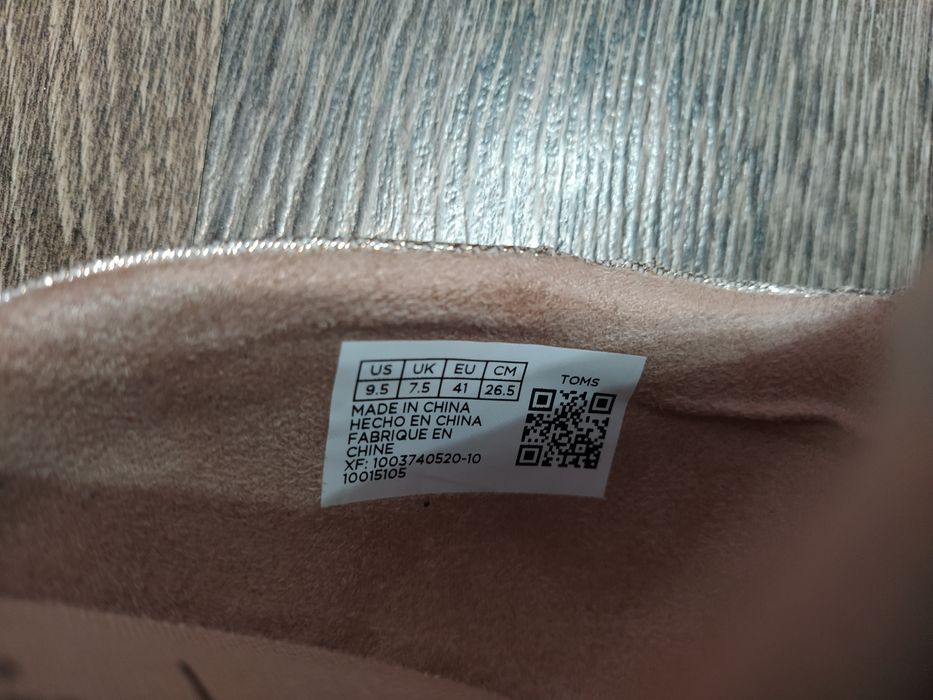 US UK EU CM
9.5 7.5 41 26.5
TOMS
MADE IN CHINA
HECHO EN CHINA
FABRIQUE EN
CHINE
XF: 1003740520-10
10015105